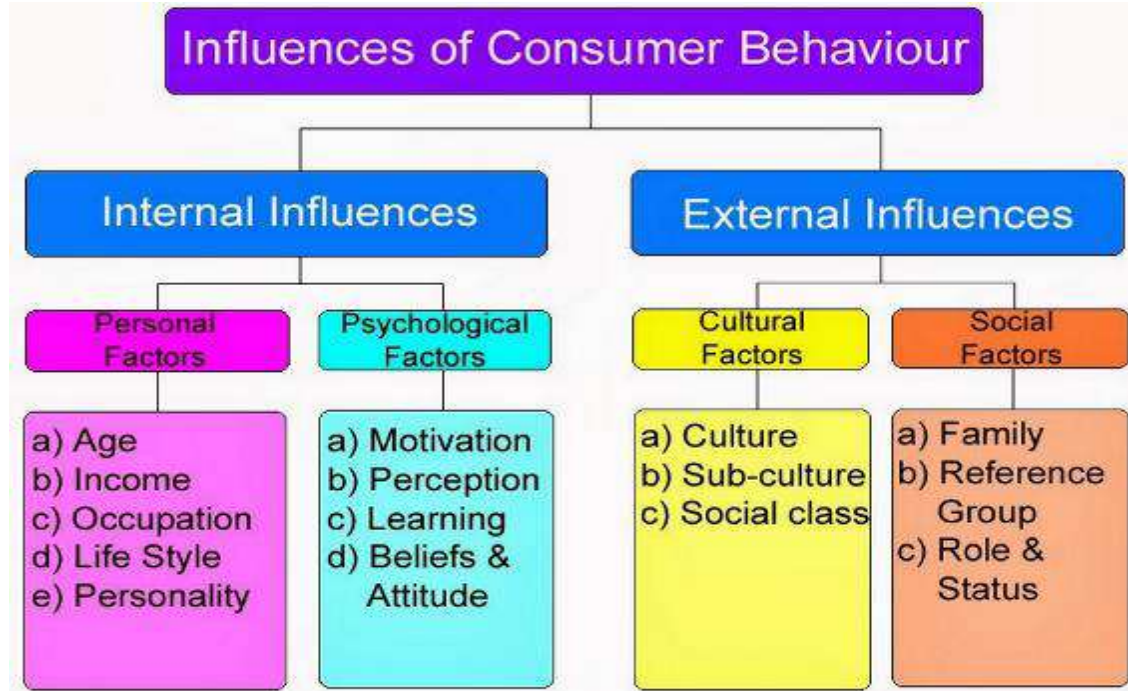 Influences of Consumer Behaviour
Internal Influences
External Influences
Personal
Factors
Psychological
Factors
Cultural
Factors
Social
Factors
a) Age
b) Income
c) Occupation
d) Life Style
e) Personality
a) Motivation
b) Perception
c) Learning
d) Beliefs &
Attitude
a) Culture
b) Sub-culture
c) Social class
a) Family
b) Reference
Group
c) Role &
Status